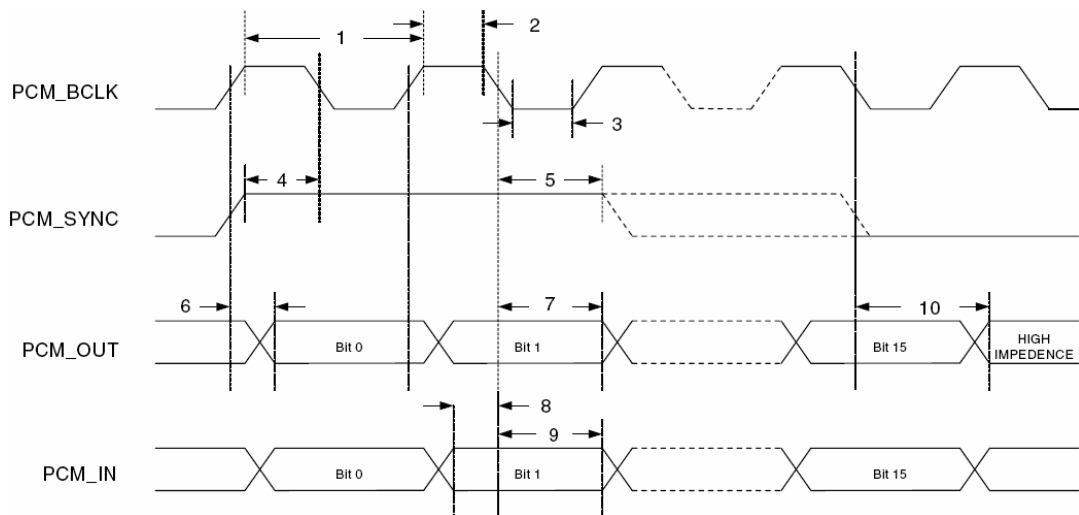 1
2
PCM_BCLK
3
4
5
PCM_SYNC
6
7
10
PCM_OUT
Bit 0
Bit 1
Bit 15
HIGH
IMPEDENCE
8
9
PCM_IN
Bit 0
Bit 1
Bit 15